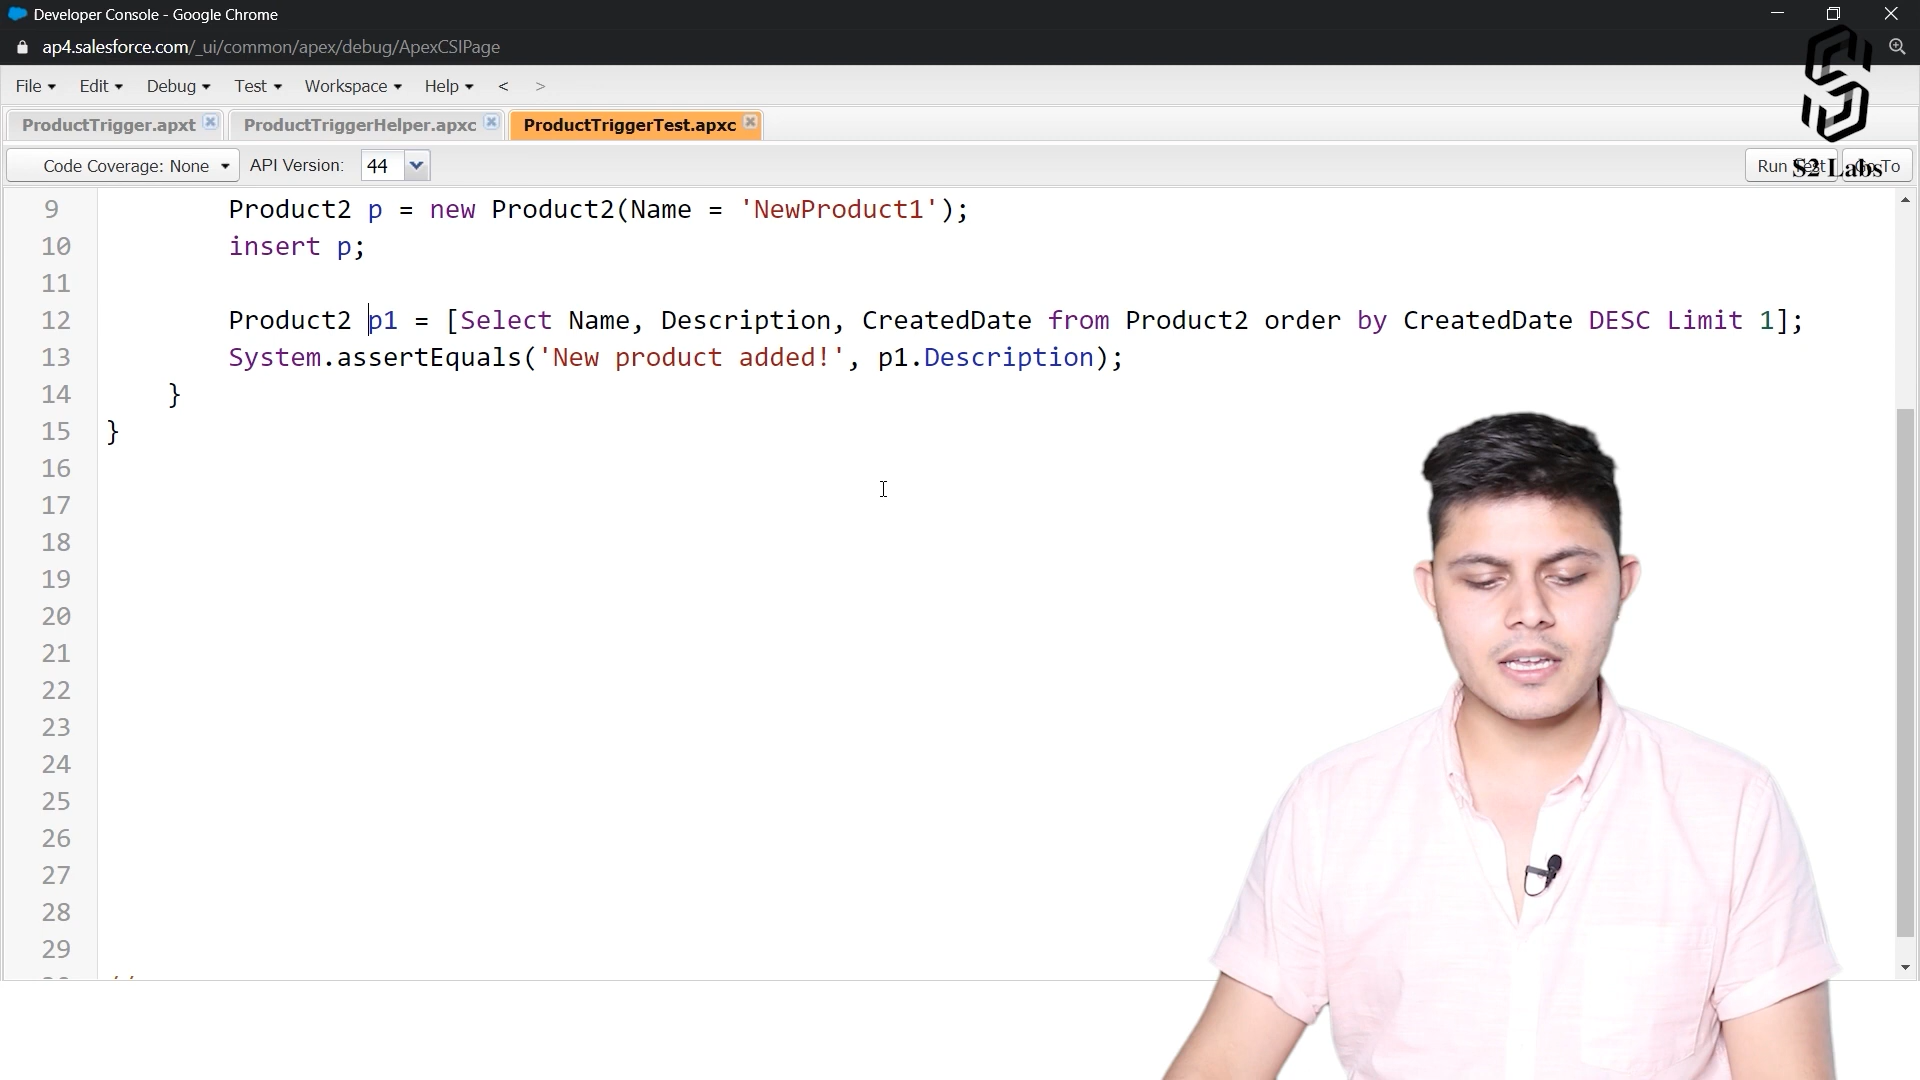 Developer Console - Google Chrome
ap4.salesforce.com/_ui/common/apex/debug/ApexCSIPage
File Edit Debug Test Workspace Help < >
ProductTrigger.apxt ProductTriggerHelper.apxc ProductTriggerTest.apxc
Code Coverage: None API Version: 44 Run Test Go To
S2 Labs
9 Product2 p = new Product2(Name = 'NewProduct1');
10 insert p;
11
12 Product2 p1 = [Select Name, Description, CreatedDate from Product2 order by CreatedDate DESC Limit 1];
13 System.assertEquals('New product added!', p1.Description);
14 }
15 }
16
17
18
19
20
21
22
23
24
25
26
27
28
29